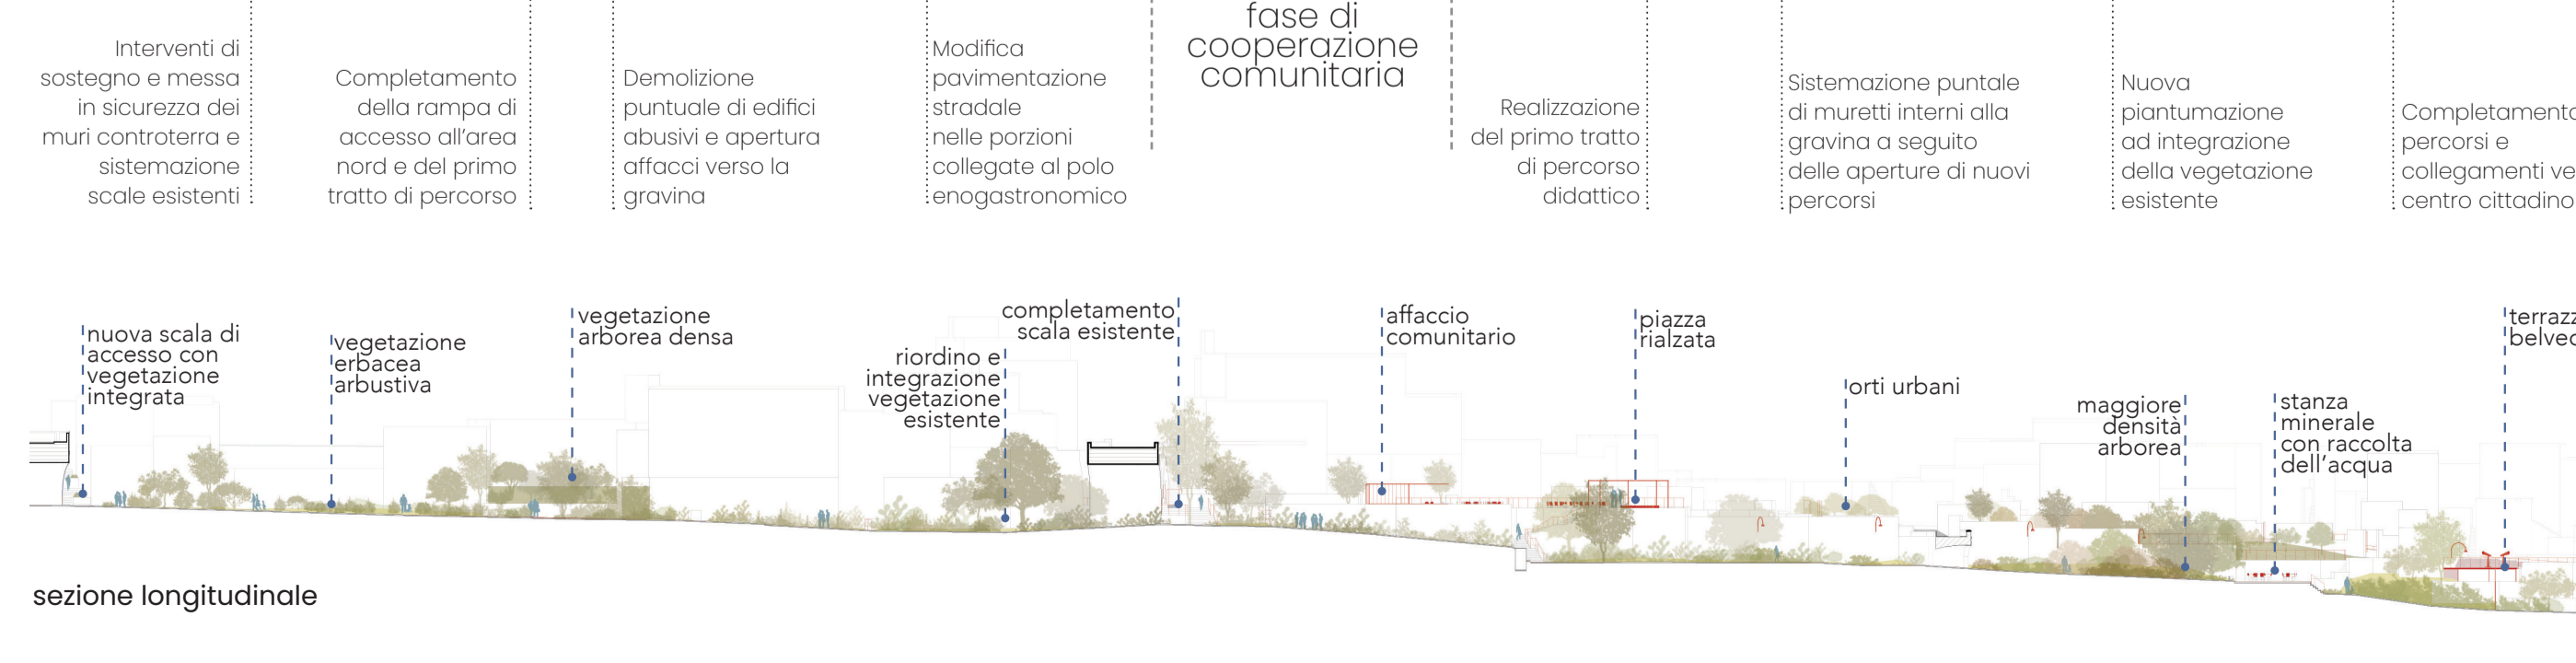 Interventi di
sostegno e messa
in sicurezza dei
muri controterra e
sistemazione
scale esistenti
Completamento
della rampa di
accesso all'area
nord e del primo
tratto di percorso
Demolizione
puntuale di edifici
abusivi e apertura
affacci verso la
gravina
Modifica
pavimentazione
stradale
nelle porzioni
collegate al polo
enogastronomico
fase di
cooperazione
comunitaria
Realizzazione
del primo tratto
di percorso
didattico
Sistemazione puntale
di muretti interni alla
gravina a seguito
delle aperture di nuovi
percorsi
Nuova
piantumazione
ad integrazione
della vegetazione
esistente
Completamento
percorsi e
collegamenti ve
centro cittadino
nuova scala di
accesso con
vegetazione
integrata
vegetazione
erbacea
arbustiva
vegetazione
arborea densa
riordino e
integrazione
vegetazione
esistente
completamento
scala esistente
affaccio
comunitario
piazza
rialzata
orti urbani
maggiore
densità
arborea
stanza
minerale
con raccolta
dell'acqua
terrazz
belved
sezione longitudinale